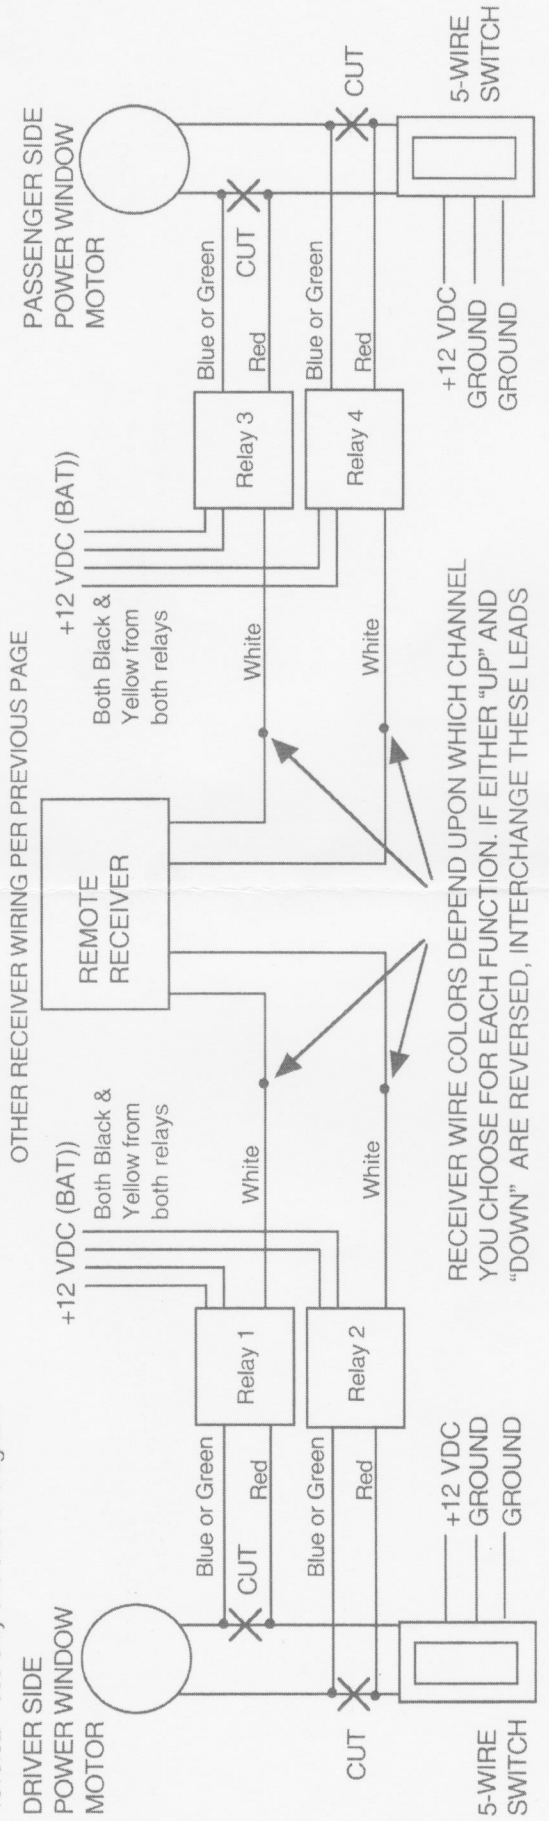 OTHER RECEIVER WIRING PER PREVIOUS PAGE
DRIVER SIDE
POWER WINDOW
MOTOR
+12 VDC (BAT))
Both Black &
Yellow from
both relays
REMOTE
RECEIVER
+12 VDC (BAT))
Both Black &
Yellow from
both relays
PASSENGER SIDE
POWER WINDOW
MOTOR
Blue or Green
CUT
Red
Relay 1
White
White
Relay 3
Blue or Green
CUT
Red
CUT
Blue or Green
Red
Relay 2
White
White
Relay 4
Blue or Green
Red
CUT
5-WIRE
SWITCH
+12 VDC
GROUND
GROUND
RECEIVER WIRE COLORS DEPEND UPON WHICH CHANNEL
YOU CHOOSE FOR EACH FUNCTION. IF EITHER “UP” AND
“DOWN” ARE REVERSED, INTERCHANGE THESE LEADS
+12 VDC
GROUND
GROUND
5-WIRE
SWITCH